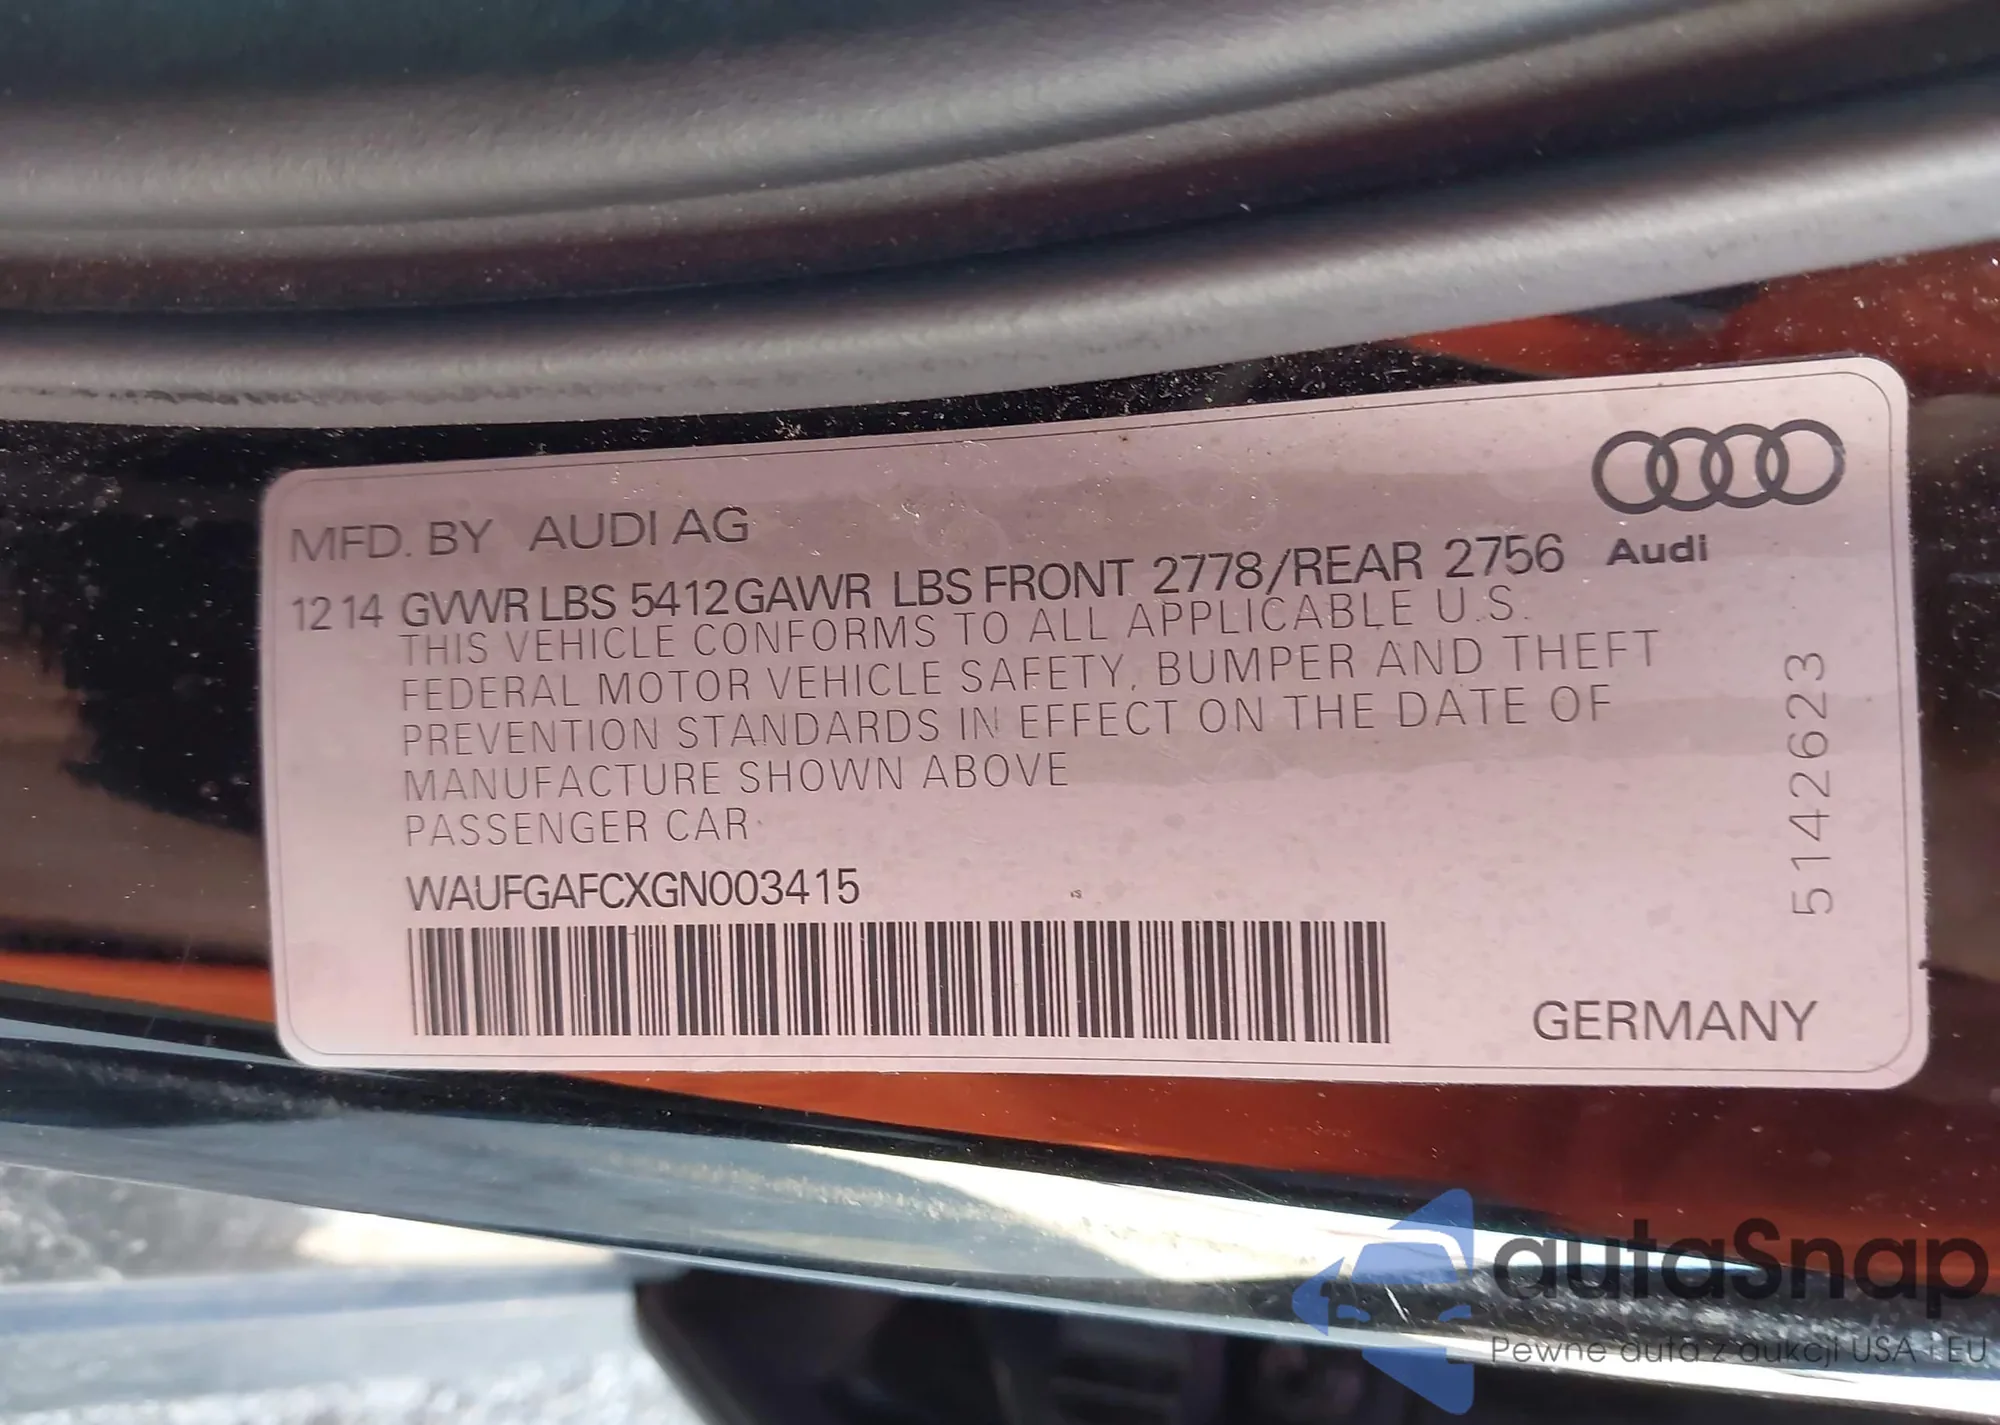 MFD. BY AUDI AG
Audi
12 14 GVWR LBS 5412 GAWR LBS FRONT 2778/REAR 2756
THIS VEHICLE CONFORMS TO ALL APPLICABLE U.S.
FEDERAL MOTOR VEHICLE SAFETY, BUMPER AND THEFT
PREVENTION STANDARDS IN EFFECT ON THE DATE OF
MANUFACTURE SHOWN ABOVE
PASSENGER CAR
WAUFGAFCXGN003415
5142623
GERMANY
autaSnap
Pewne auta z aukcji USA i EU